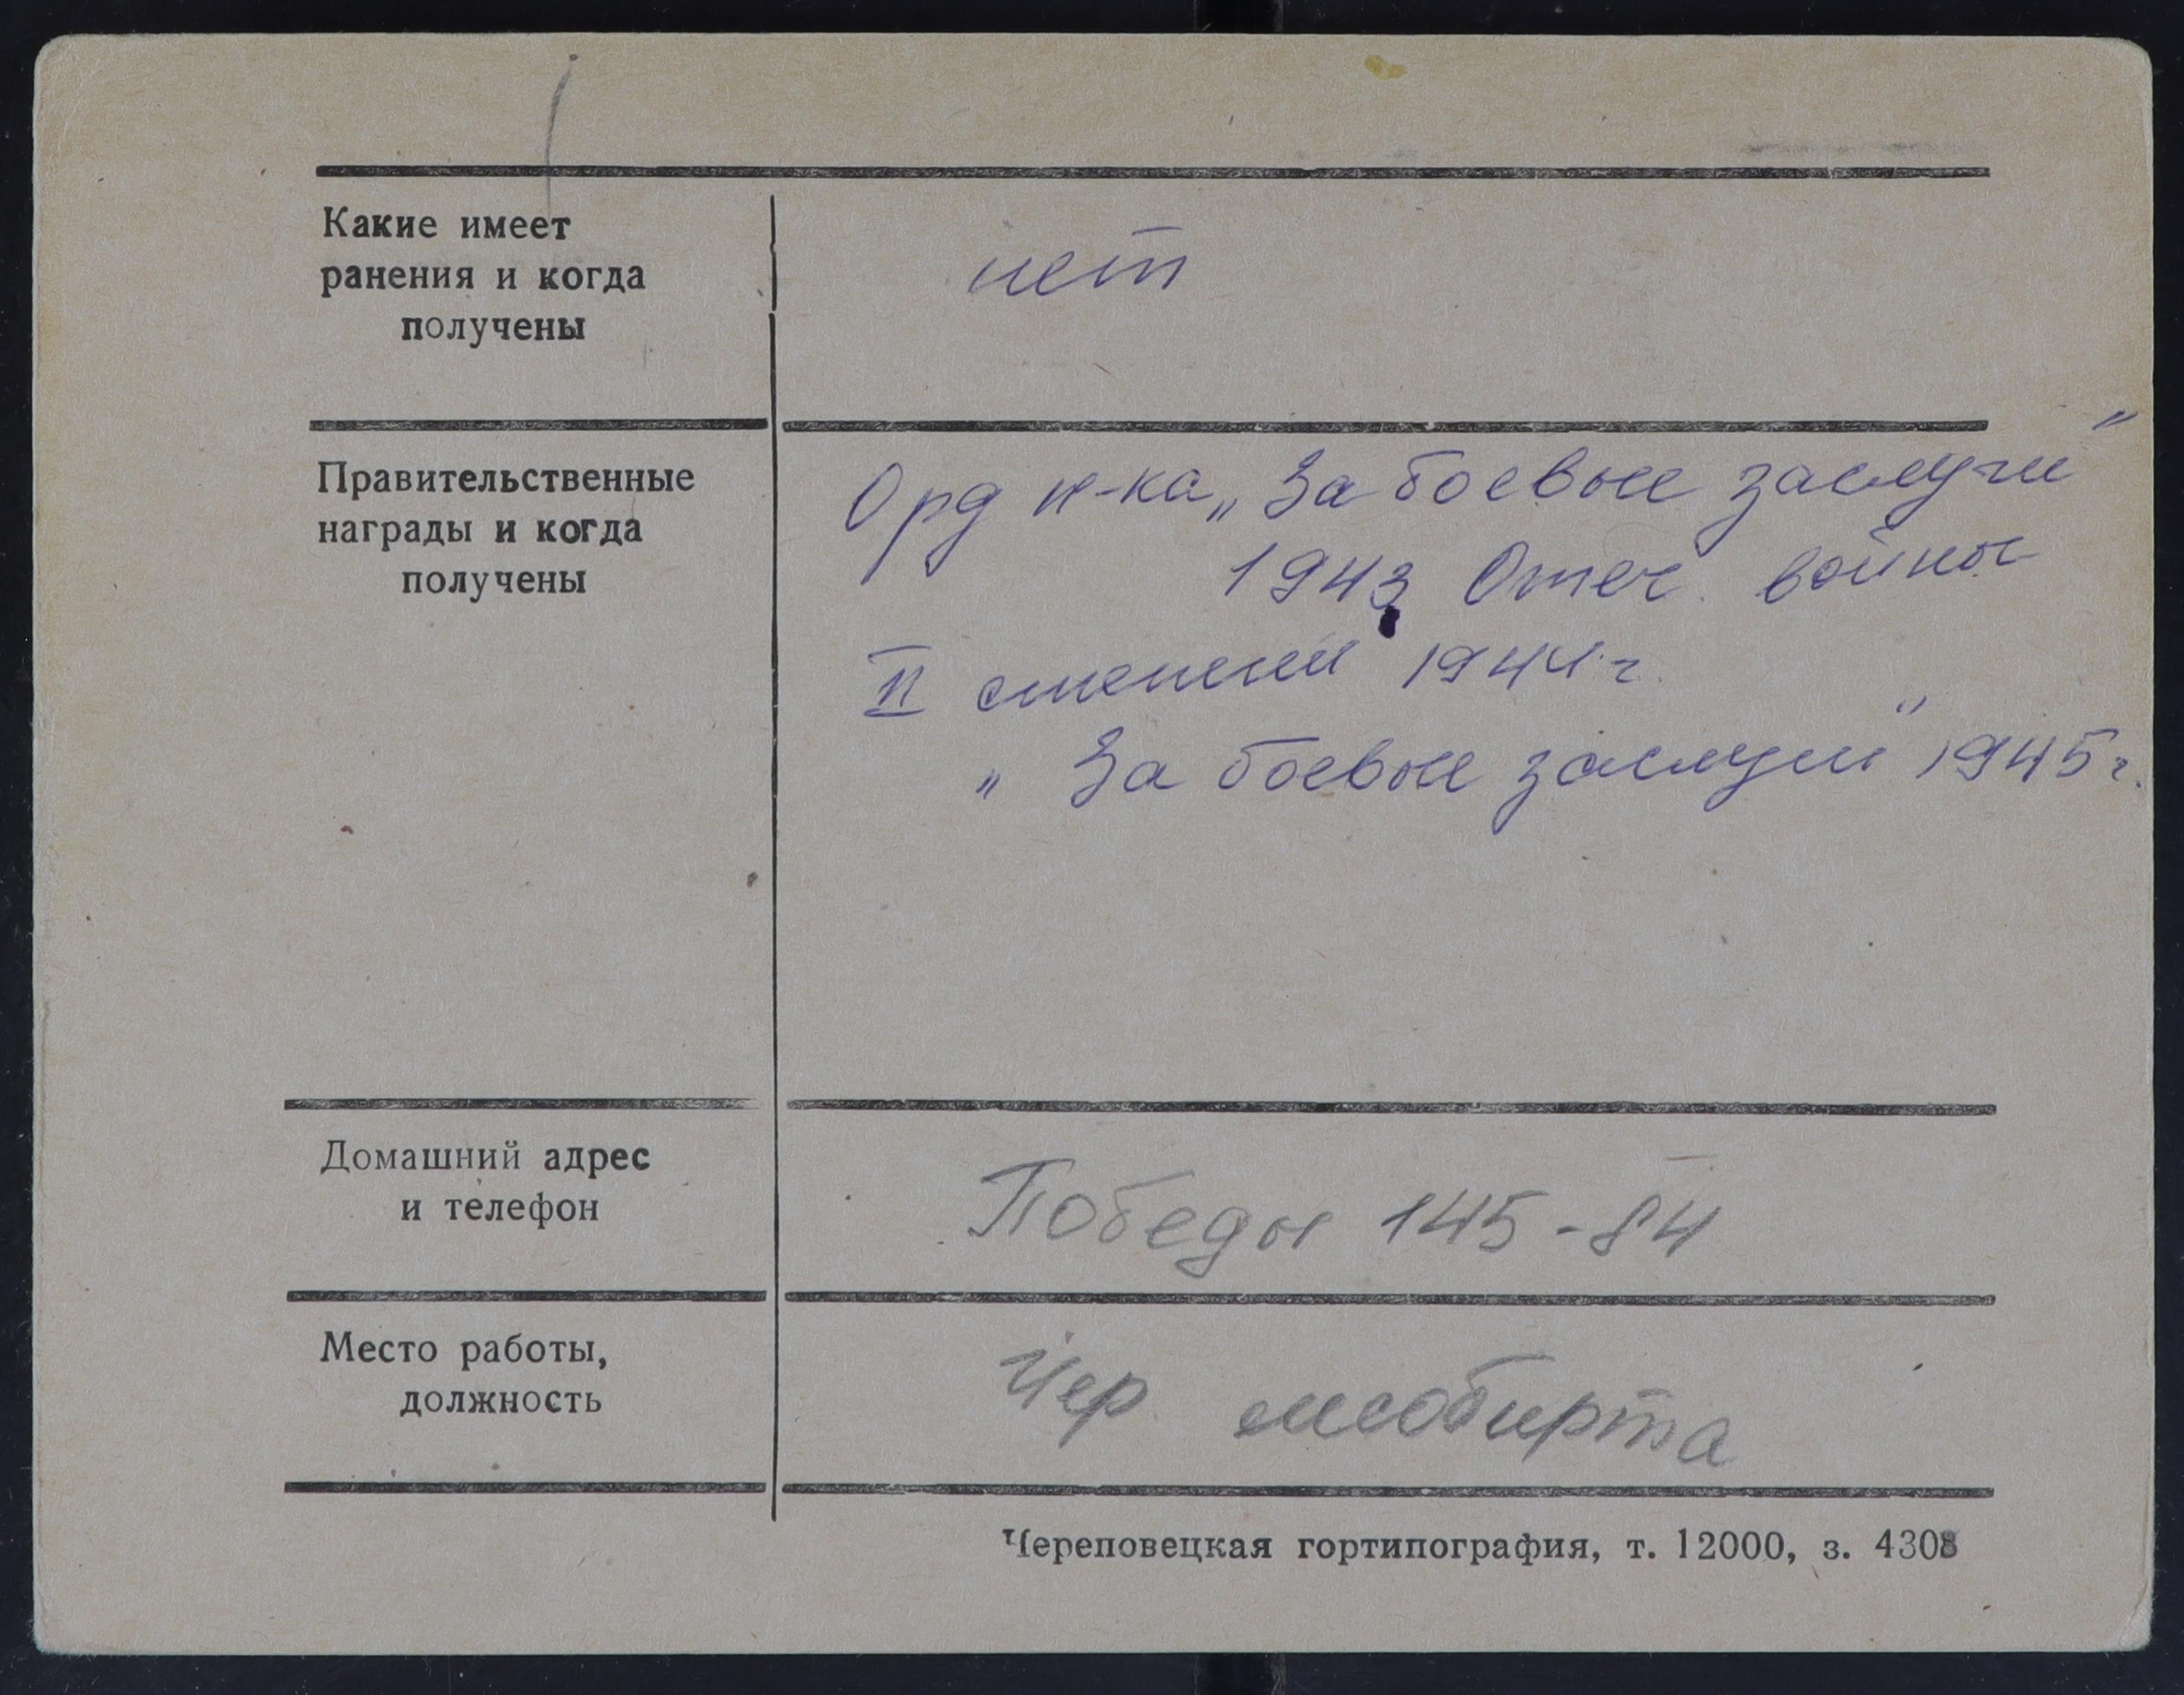 Какие имеет
ранения и когда
получены
нет
Правительственные
награды и когда
получены
Орд к-ка „За боевые заслуги"
1943 Отеч. войны
II степени 1944 г.
„За боевые заслуги" 1945 г.
Домашний адрес
и телефон
Победы 145-84
Место работы,
должность
Чер
Череповецкая гортипография, т. 12000, з. 4308